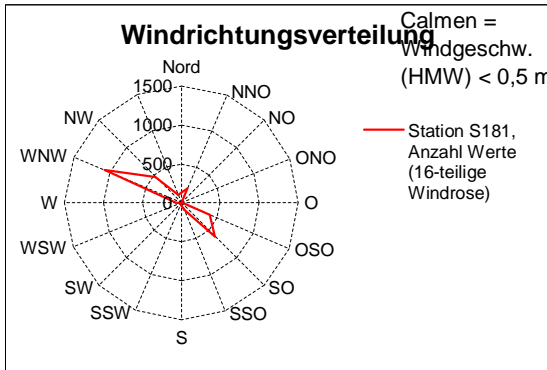 Windrichtungsverteilung
Calmen =
Windgeschw.
(HMW) < 0,5 m
Nord
NNO
NO
ONO
O
OSO
SO
SSO
S
SSW
SW
WSW
W
WNW
NW
1500
1000
500
0
Station S181,
Anzahl Werte
(16-teilige
Windrose)